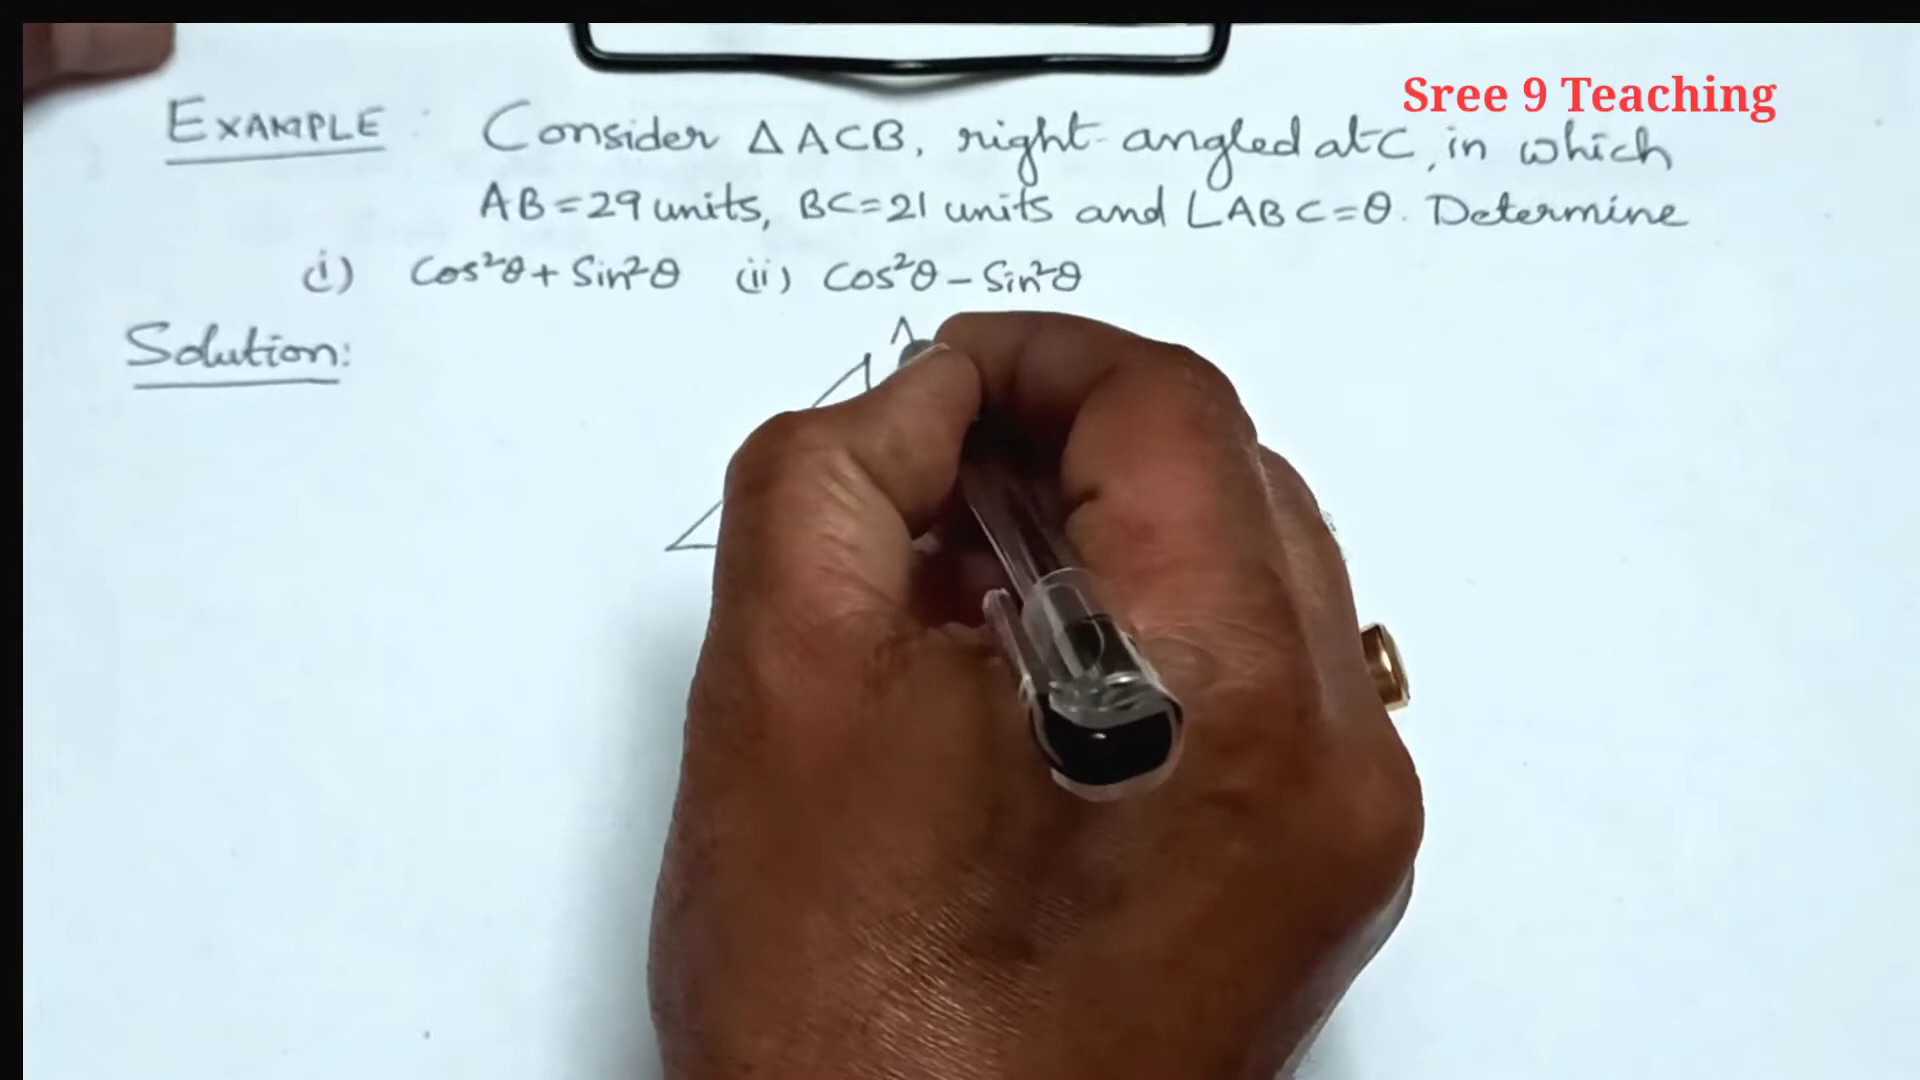 Sree 9 Teaching
EXAMPLE : Consider ΔACB, right angled at C, in which
AB=29 units, BC=21 units and ∠ABC=θ. Determine
(i) Cos²θ + Sin²θ (ii) Cos²θ - Sin²θ
Solution:
A